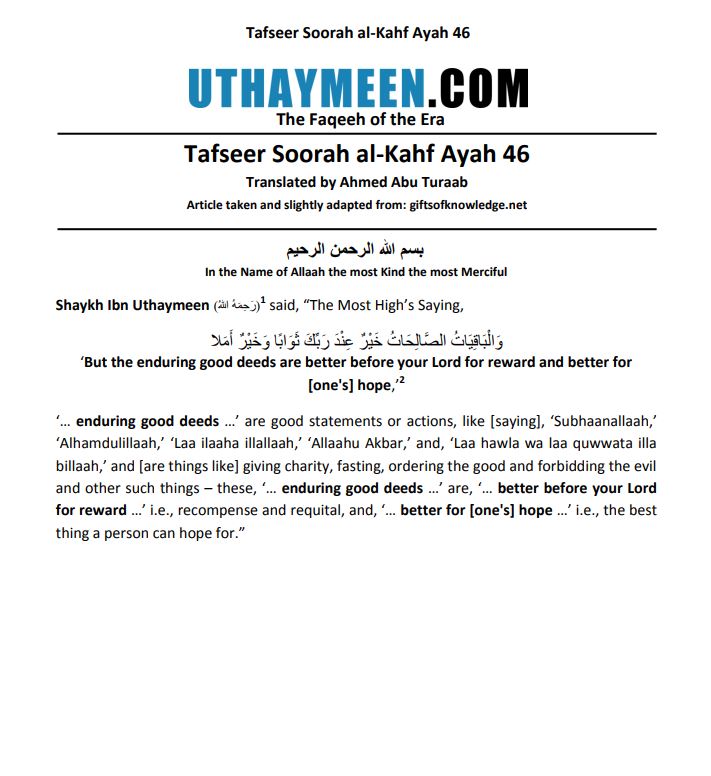 Tafseer Soorah al-Kahf Ayah 46
UTHAYMEEN.COM
The Faqeeh of the Era
Tafseer Soorah al-Kahf Ayah 46
Translated by Ahmed Abu Turaab
Article taken and slightly adapted from: giftsofknowledge.net
بسم الله الرحمن الرحيم
In the Name of Allaah the most Kind the most Merciful
Shaykh Ibn Uthaymeen (رَحِمَهُ اللهُ)1 said, “The Most High’s Saying,
وَالْبَاقِيَاتُ الصَّالِحَاتُ خَيْرٌ عِنْدَ رَبِّكَ ثَوَابًا وَخَيْرٌ أَمَلا
‘But the enduring good deeds are better before your Lord for reward and better for
[one's] hope,’2
‘… enduring good deeds …’ are good statements or actions, like [saying], ‘Subhaanallaah,’
‘Alhamdulillaah,’ ‘Laa ilaaha illallaah,’ ‘Allaahu Akbar,’ and, ‘Laa hawla wa laa quwwata illa
billaah,’ and [are things like] giving charity, fasting, ordering the good and forbidding the evil
and other such things – these, ‘… enduring good deeds …’ are, ‘… better before your Lord
for reward …’ i.e., recompense and requital, and, ‘… better for [one's] hope …’ i.e., the best
thing a person can hope for.”